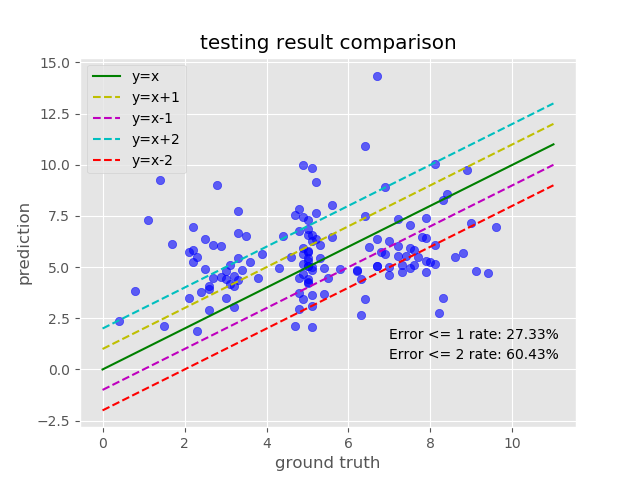 testing result comparison
y=x
y=x+1
y=x-1
y=x+2
y=x-2
15.0
12.5
10.0
7.5
5.0
2.5
0.0
−2.5
prediction
Error <= 1 rate: 27.33%
Error <= 2 rate: 60.43%
0 2 4 6 8 10
ground truth